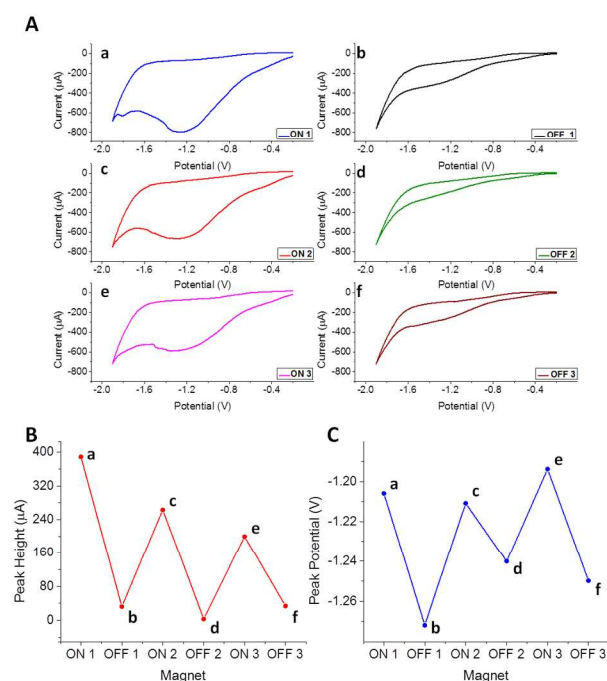 A
a
0
-200
-400
-600
-800
Current (µA)
-2.0 -1.6 -1.2 -0.8 -0.4
Potential (V)
ON 1
b
0
-200
-400
-600
-800
Current (µA)
-2.0 -1.6 -1.2 -0.8 -0.4
Potential (V)
OFF 1
c
0
-200
-400
-600
-800
Current (µA)
-2.0 -1.6 -1.2 -0.8 -0.4
Potential (V)
ON 2
d
0
-200
-400
-600
-800
Current (µA)
-2.0 -1.6 -1.2 -0.8 -0.4
Potential (V)
OFF 2
e
0
-200
-400
-600
-800
Current (µA)
-2.0 -1.6 -1.2 -0.8 -0.4
Potential (V)
ON 3
f
0
-200
-400
-600
-800
Current (µA)
-2.0 -1.6 -1.2 -0.8 -0.4
Potential (V)
OFF 3
B
400
320
240
160
80
0
Peak Height (µA)
a
b
c
d
e
f
ON 1 OFF 1 ON 2 OFF 2 ON 3 OFF 3
Magnet
C
-1.20
-1.22
-1.24
-1.26
Peak Potential (V)
a
b
c
d
e
f
ON 1 OFF 1 ON 2 OFF 2 ON 3 OFF 3
Magnet